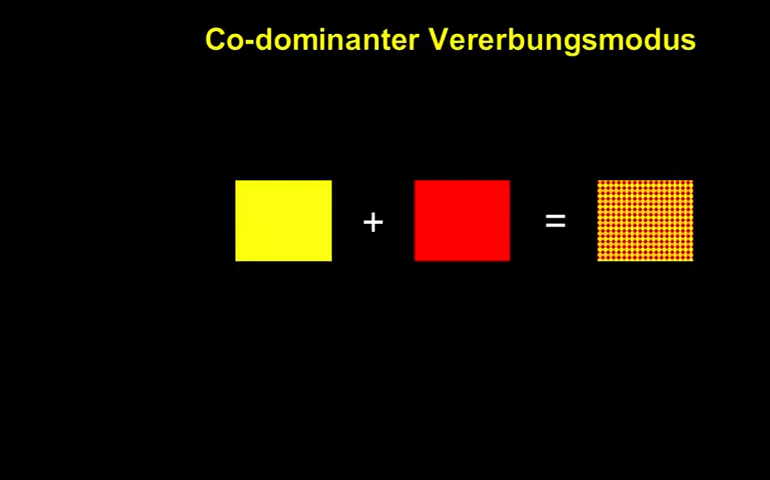 Co-dominanter Vererbungsmodus
+ =